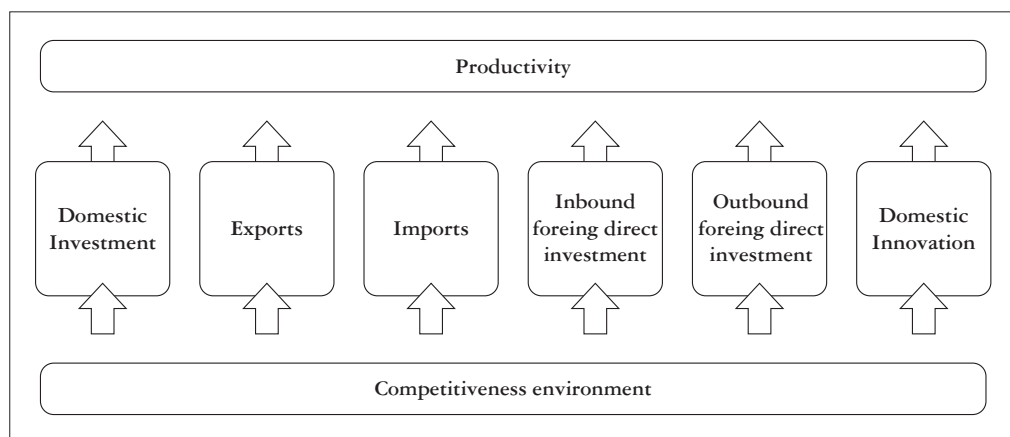 Productivity
Domestic
Investment
Exports
Imports
Inbound
foreing direct
investment
Outbound
foreing direct
investment
Domestic
Innovation
Competitiveness environment